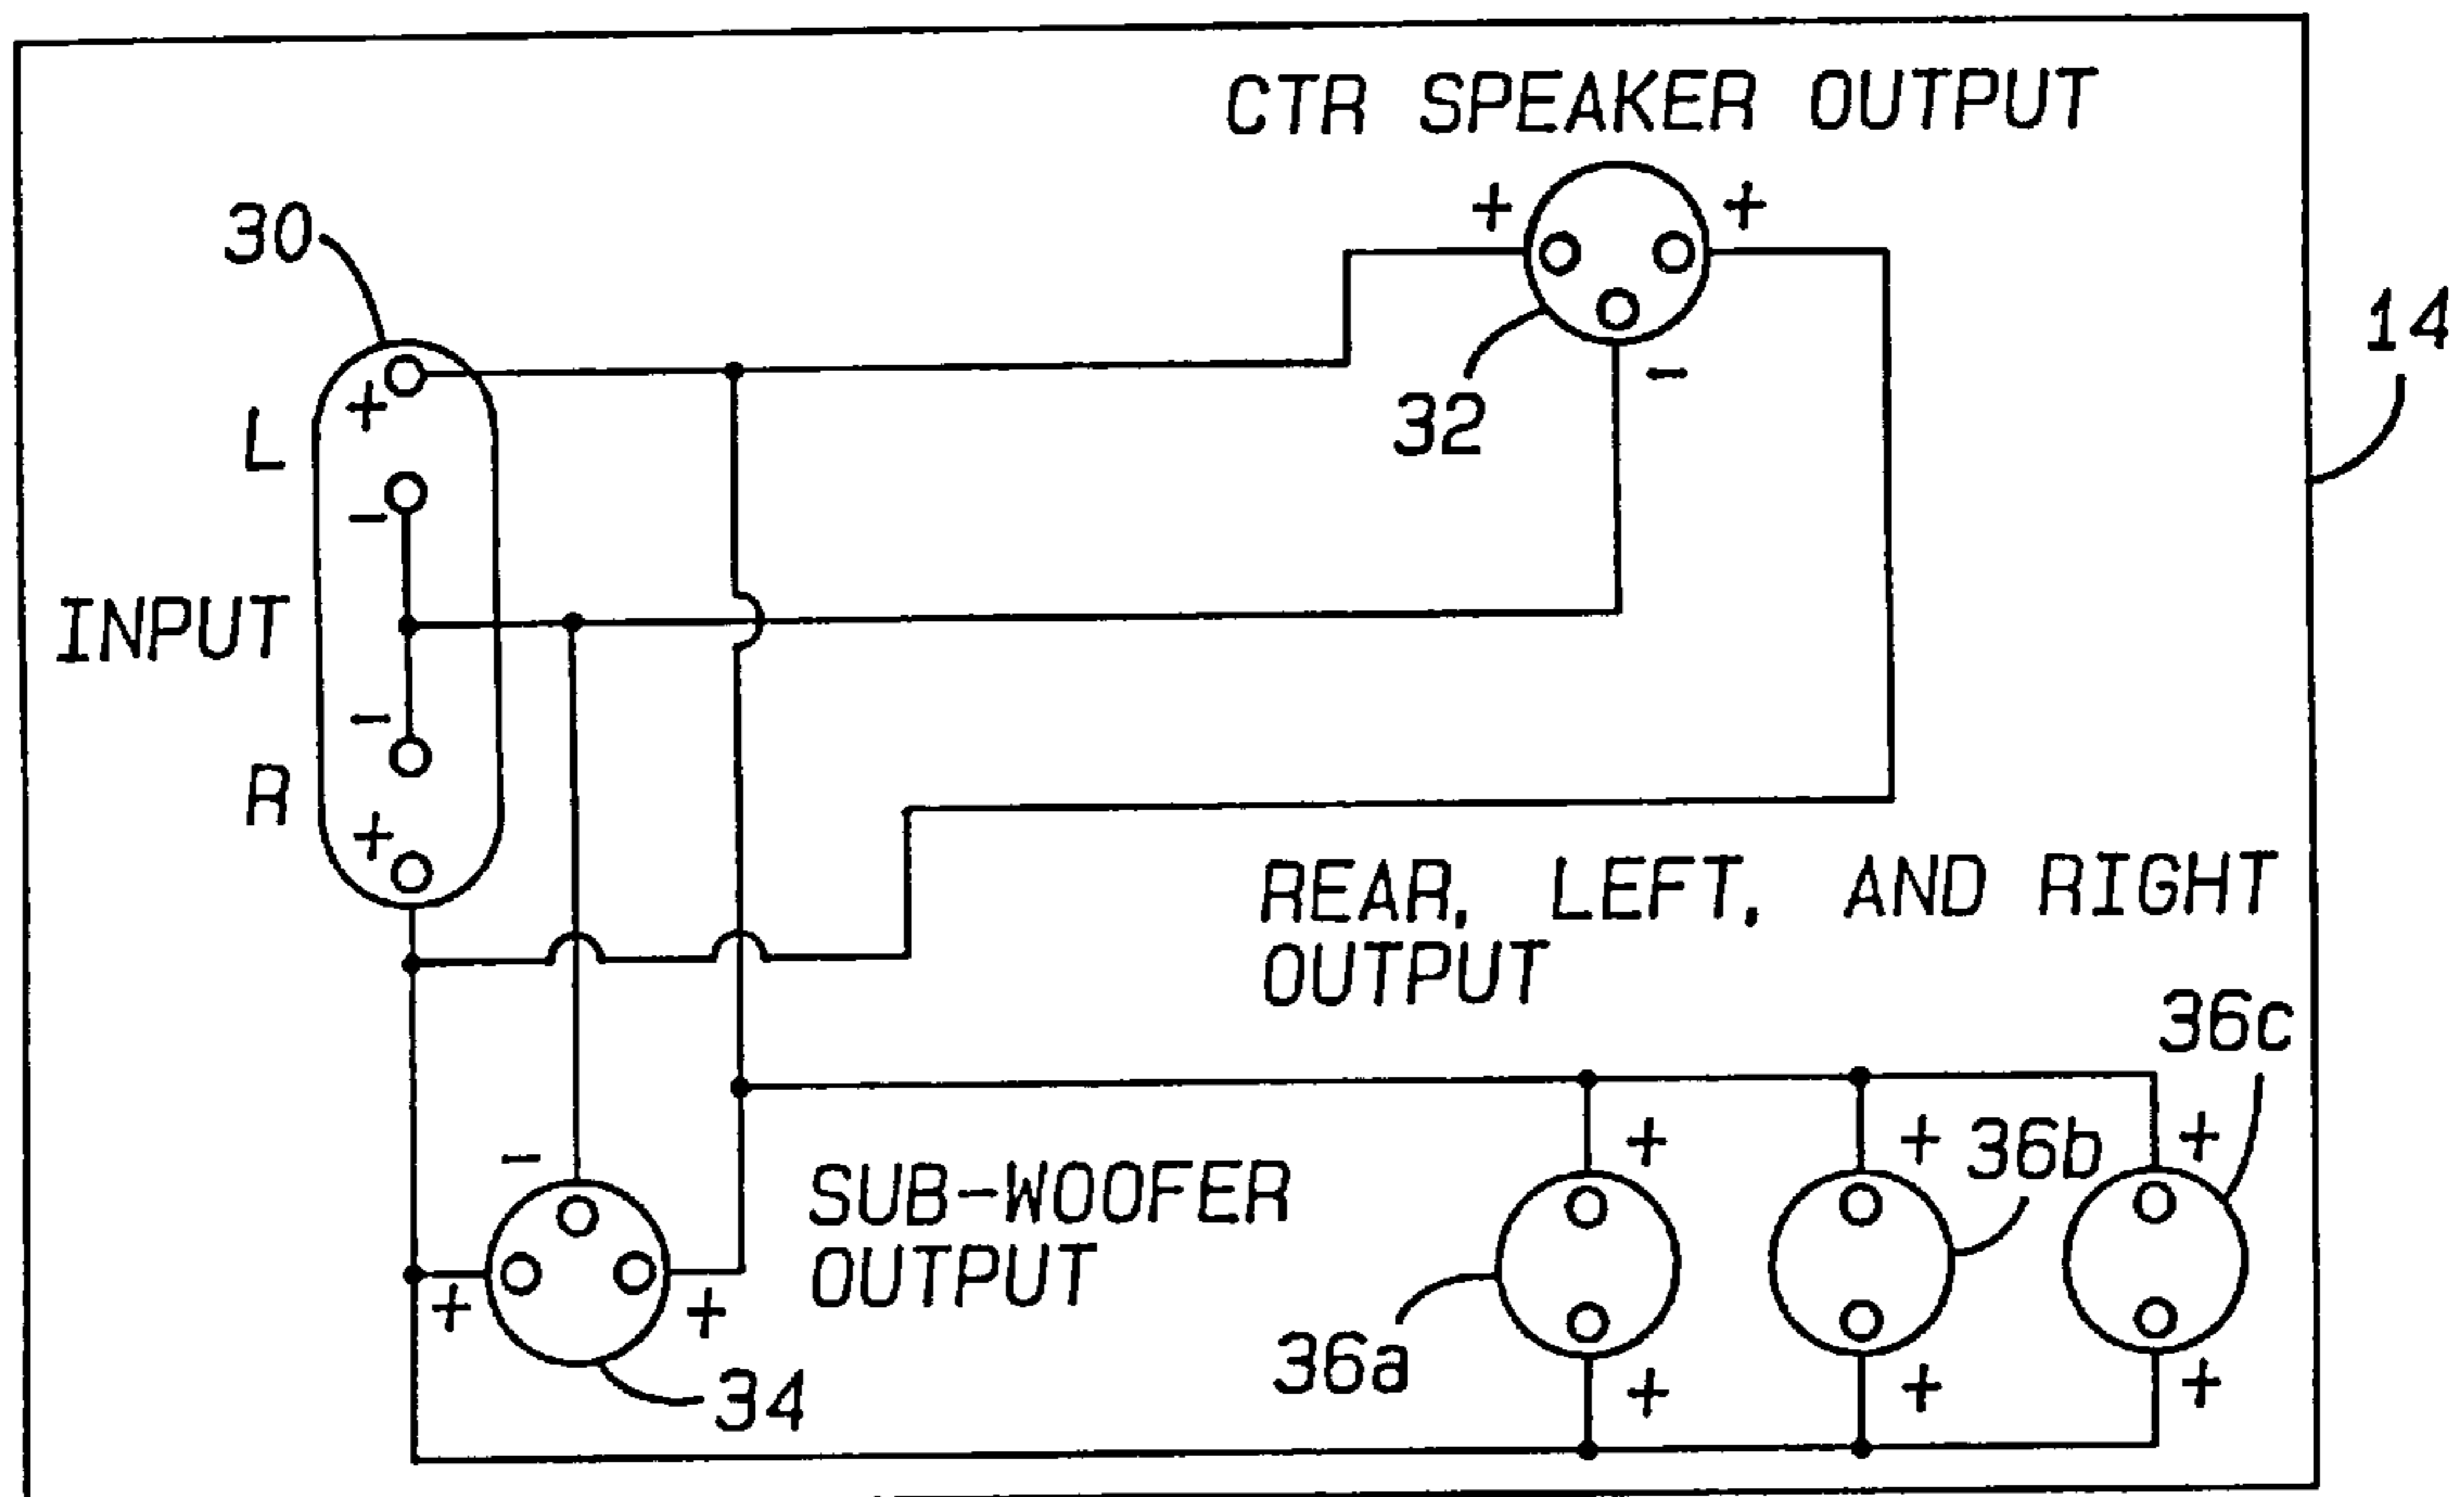 CTR SPEAKER OUTPUT
+ +
30
14
+
L
-
32
-
INPUT
-
R
+
REAR, LEFT, AND RIGHT
OUTPUT
36c
+ + 36b +
-
SUB-WOOFER
OUTPUT
+ +
36a
+ + +
34